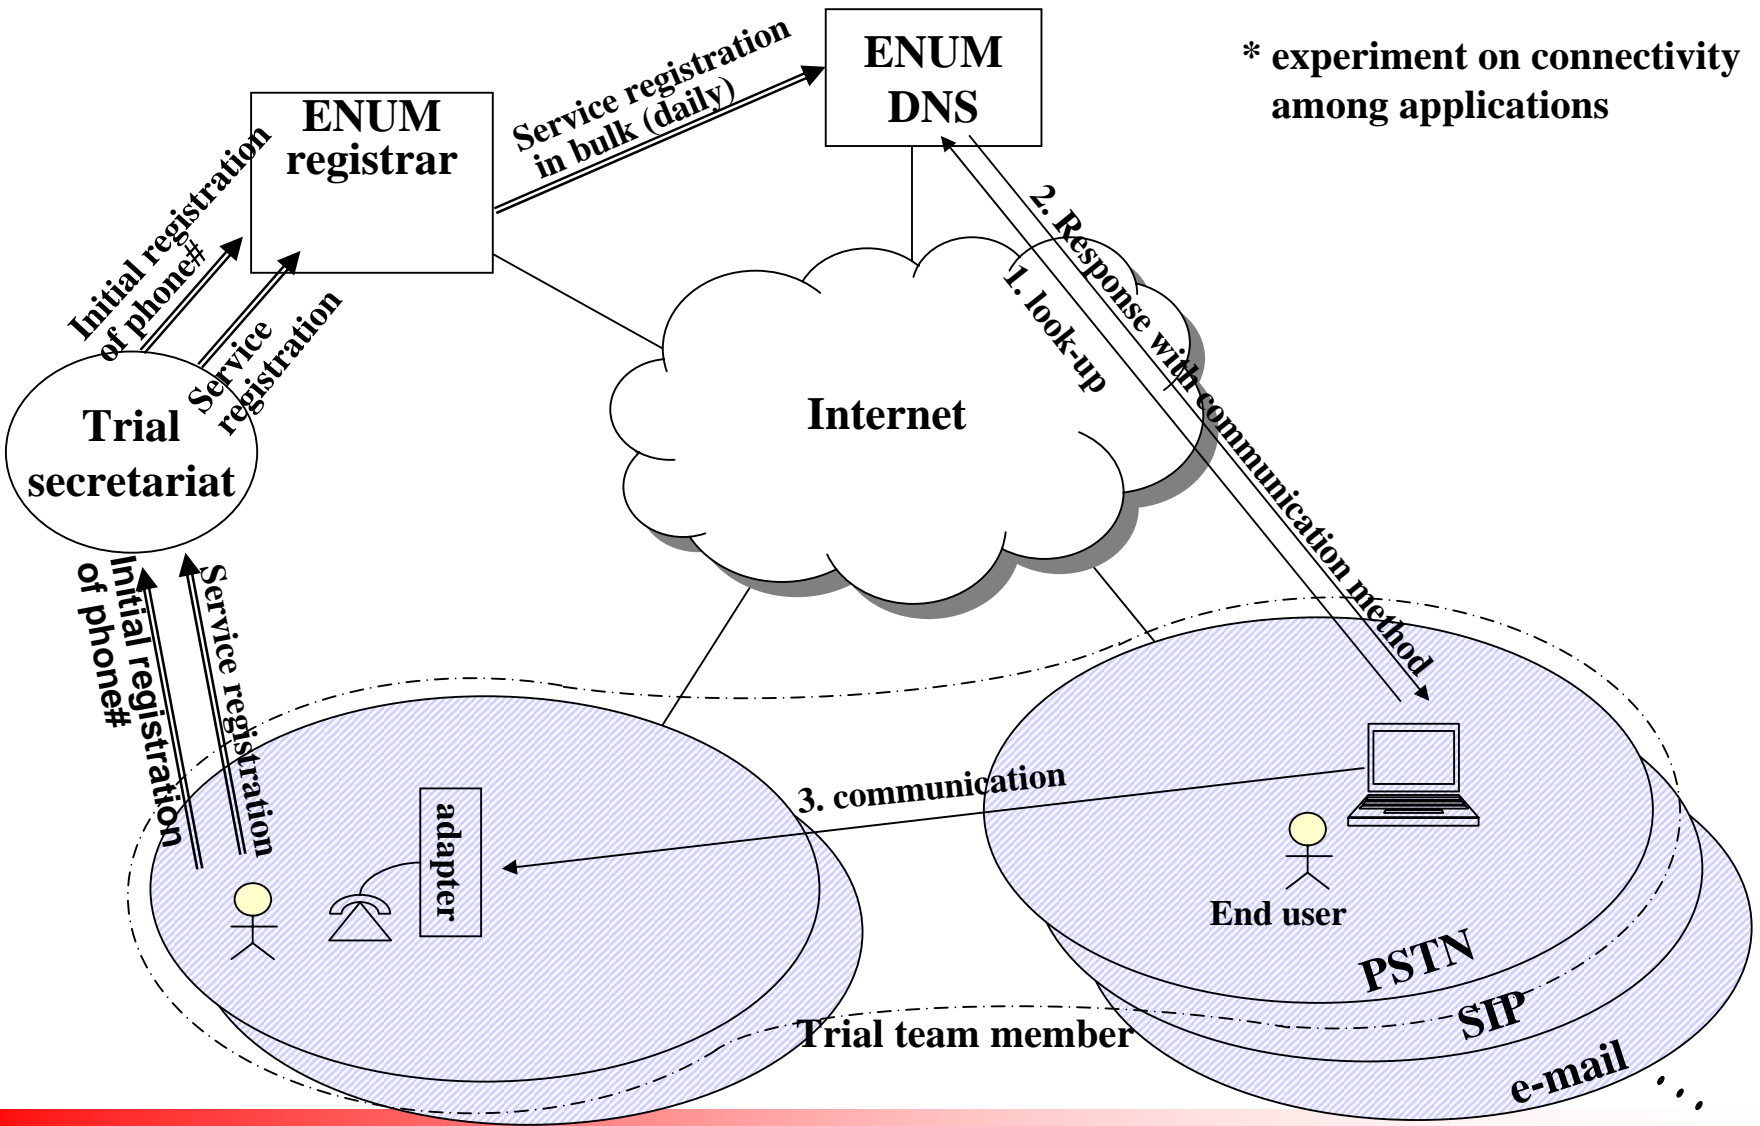 ENUM
DNS
* experiment on connectivity
among applications
Service registration
in bulk (daily)
ENUM
registrar
Initial registration
of phone#
Service
registration
2. Response with communication method
1. look-up
Internet
Trial
secretariat
Initial registration
of phone#
Service registration
3. communication
adapter
End user
PSTN
SIP
e-mail
...
Trial team member